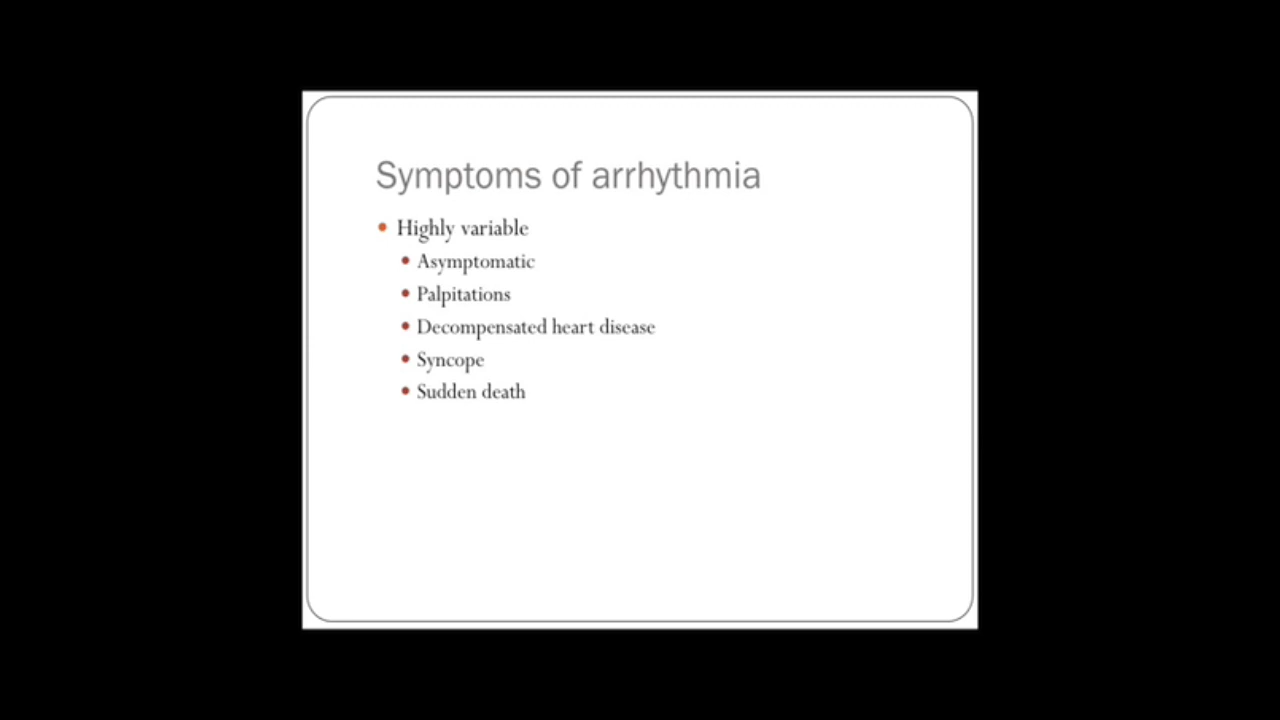 Symptoms of arrhythmia
Highly variable
Asymptomatic
Palpitations
Decompensated heart disease
Syncope
Sudden death